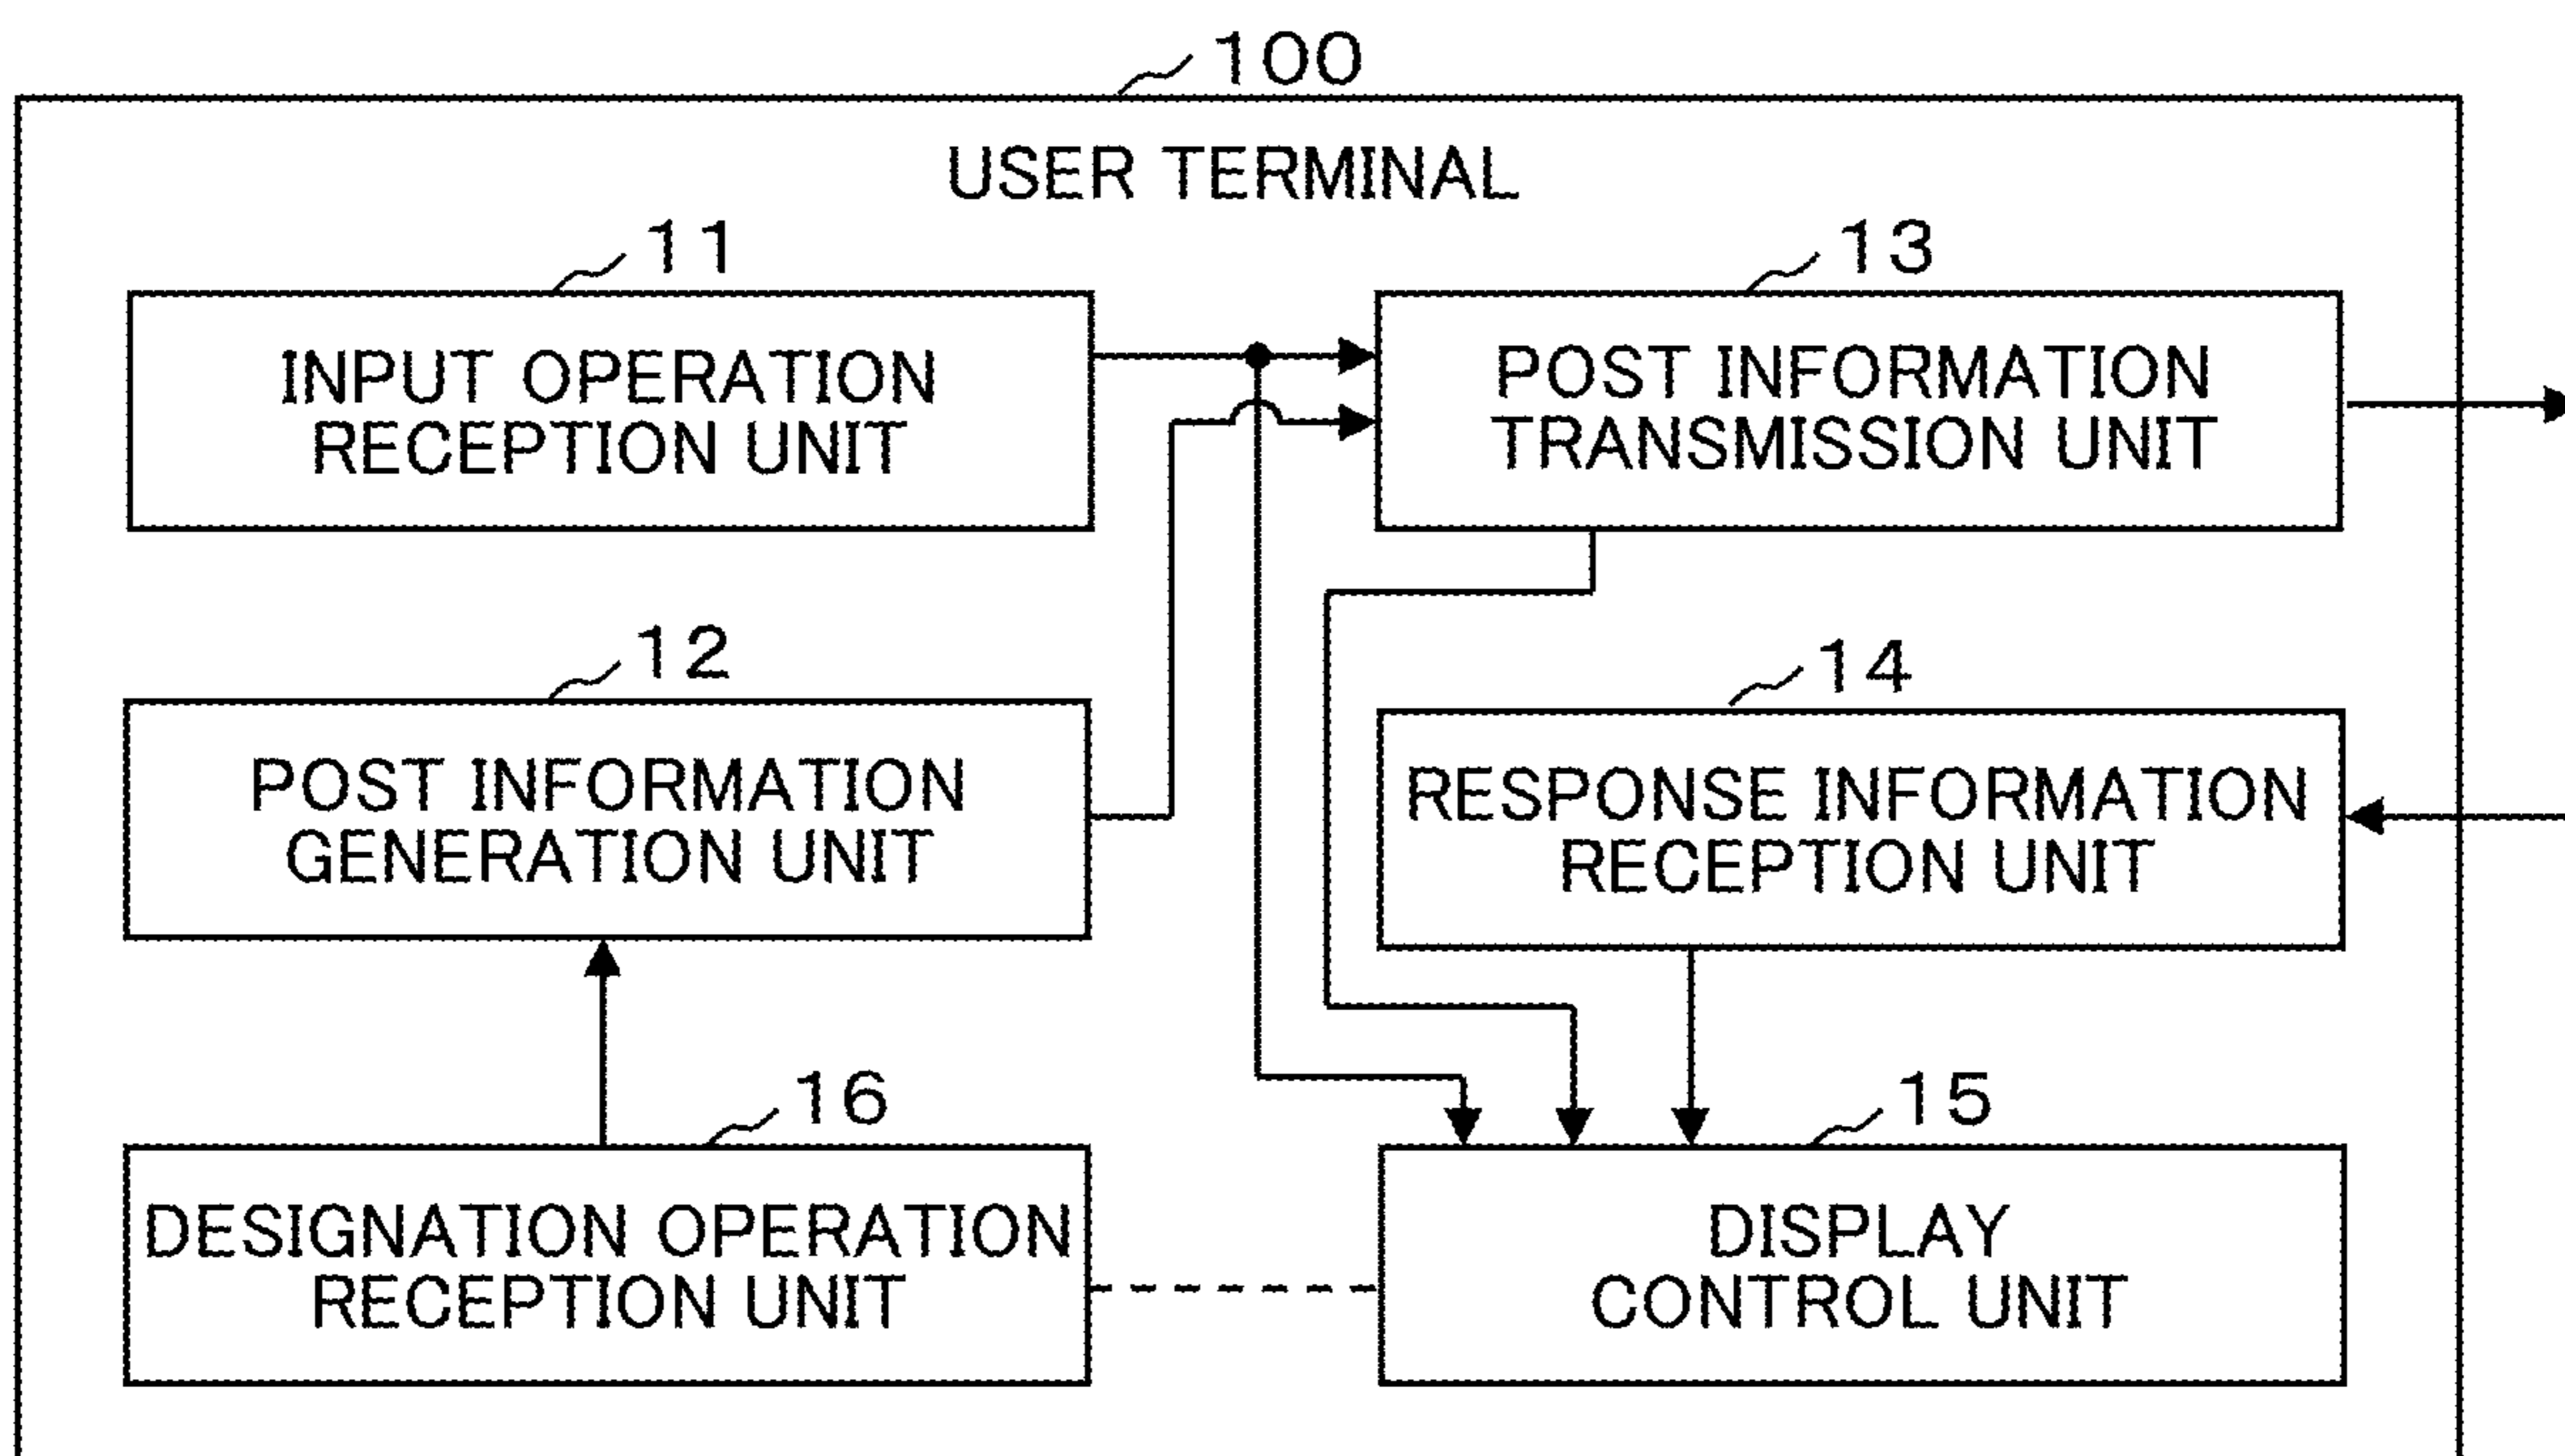 100
USER TERMINAL
11
INPUT OPERATION
RECEPTION UNIT
13
POST INFORMATION
TRANSMISSION UNIT
12
POST INFORMATION
GENERATION UNIT
14
RESPONSE INFORMATION
RECEPTION UNIT
16
DESIGNATION OPERATION
RECEPTION UNIT
15
DISPLAY
CONTROL UNIT